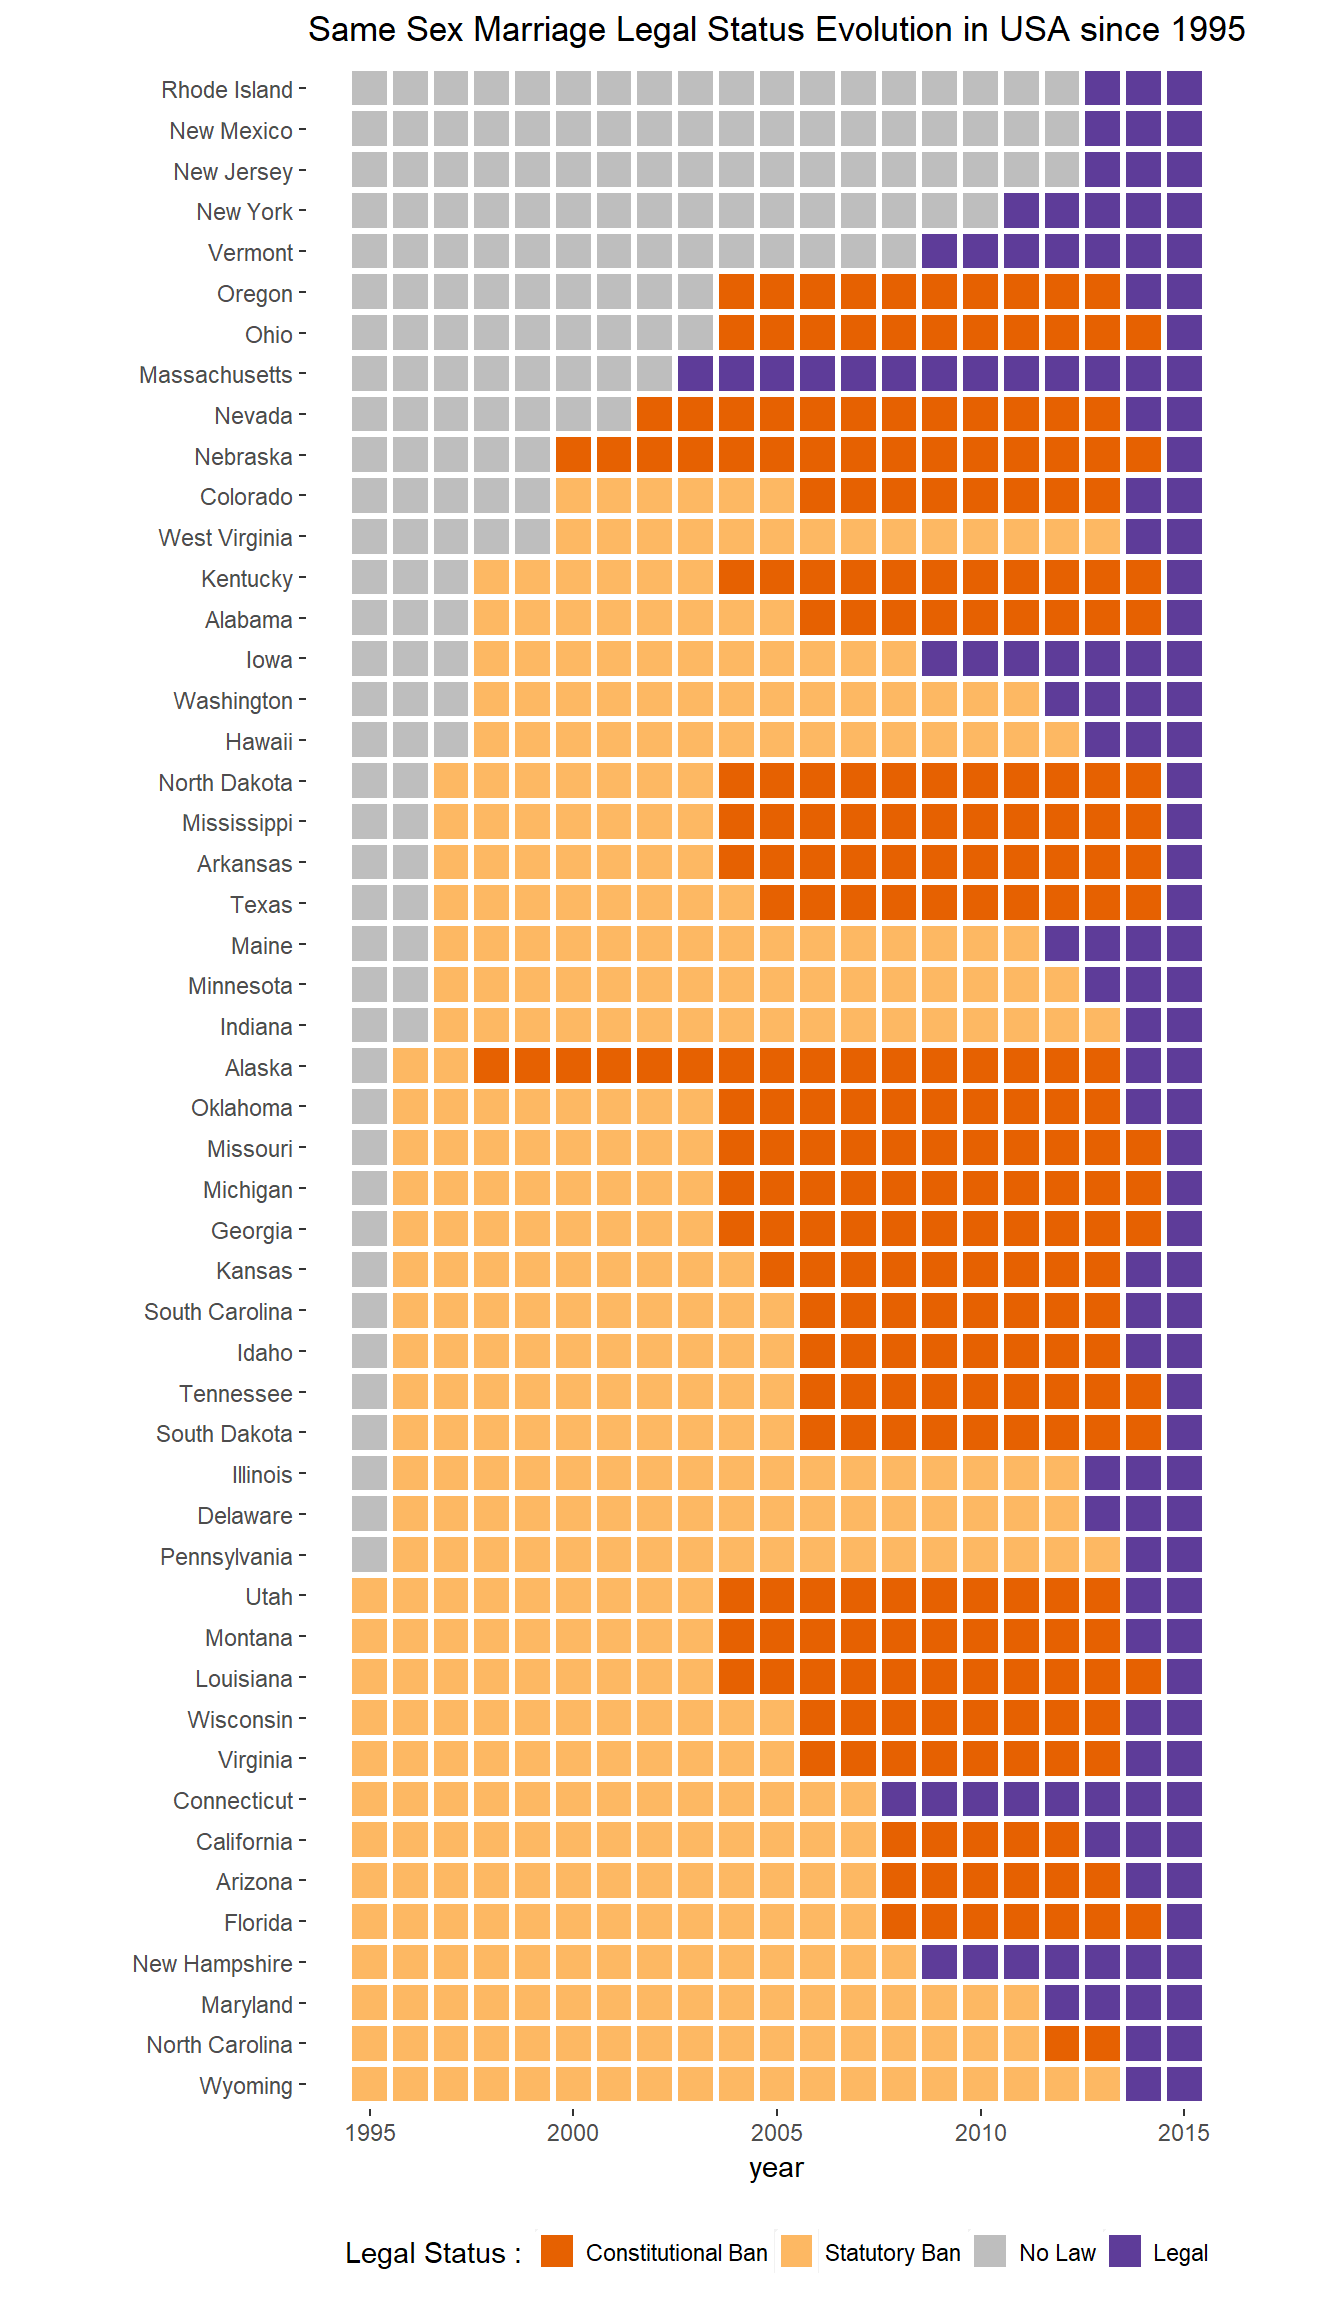 Same Sex Marriage Legal Status Evolution in USA since 1995
Rhode Island
New Mexico
New Jersey
New York
Vermont
Oregon
Ohio
Massachusetts
Nevada
Nebraska
Colorado
West Virginia
Kentucky
Alabama
Iowa
Washington
Hawaii
North Dakota
Mississippi
Arkansas
Texas
Maine
Minnesota
Indiana
Alaska
Oklahoma
Missouri
Michigan
Georgia
Kansas
South Carolina
Idaho
Tennessee
South Dakota
Illinois
Delaware
Pennsylvania
Utah
Montana
Louisiana
Wisconsin
Virginia
Connecticut
California
Arizona
Florida
New Hampshire
Maryland
North Carolina
Wyoming
1995 2000 2005 2010 2015
year
Legal Status : Constitutional Ban Statutory Ban No Law Legal